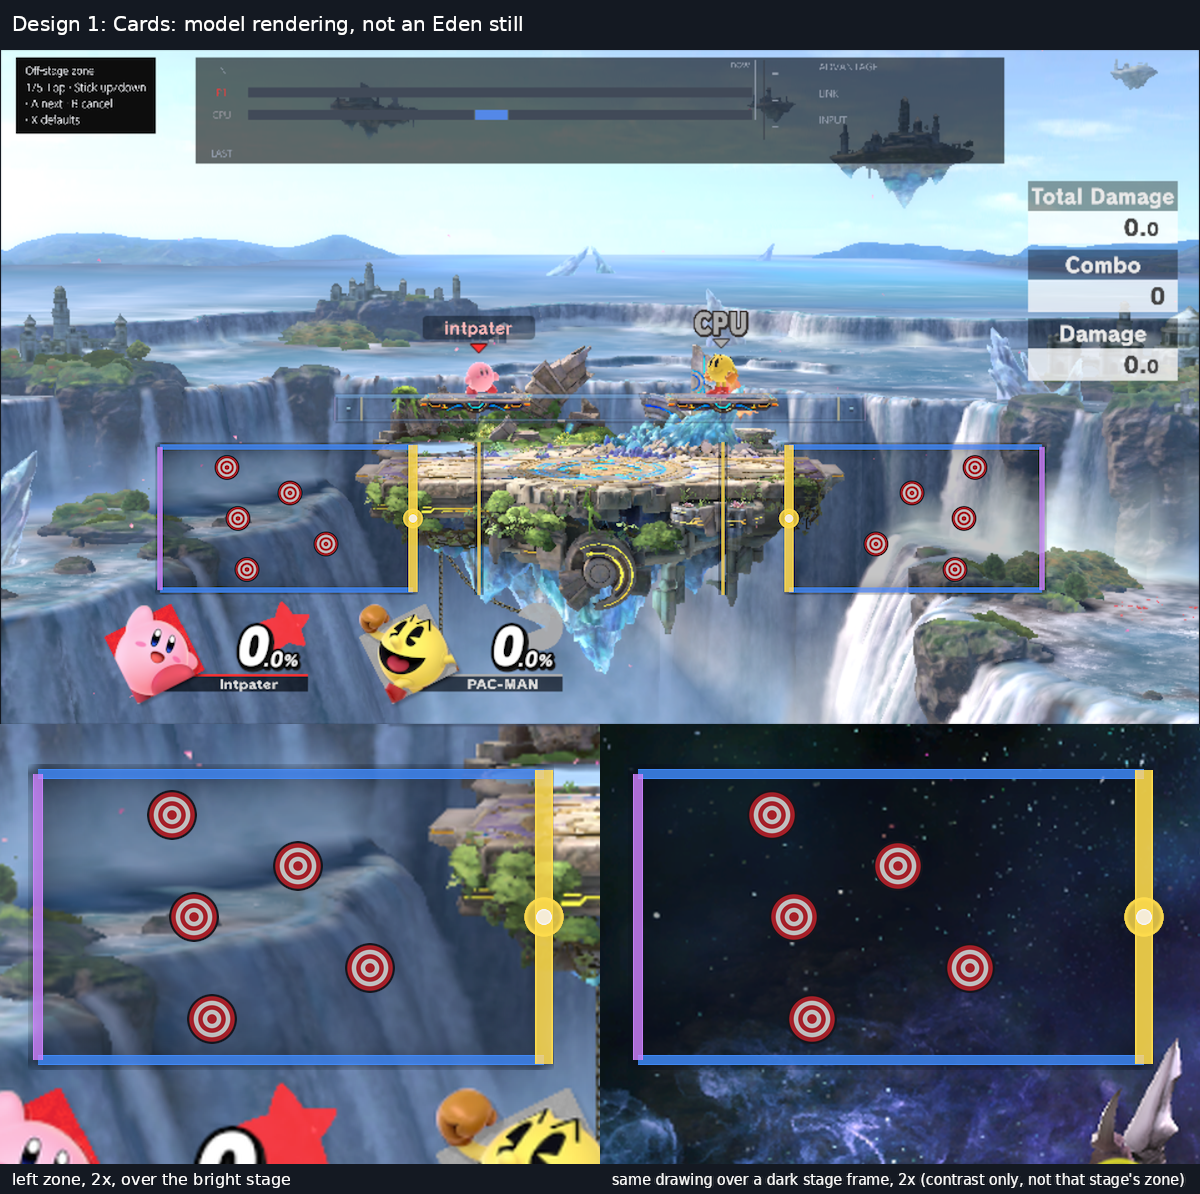 Design 1: Cards: model rendering, not an Eden still
Off-stage zone
1/5 Top · Stick up/down
· A next · B cancel
· X defaults
now
ADVANTAGE
P1
LINK
CPU
INPUT
LAST
Total Damage
0.0
Combo
0
Damage
0.0
intpater
CPU
0.0%
Intpater
0.0%
PAC-MAN
left zone, 2x, over the bright stage
same drawing over a dark stage frame, 2x (contrast only, not that stage's zone)